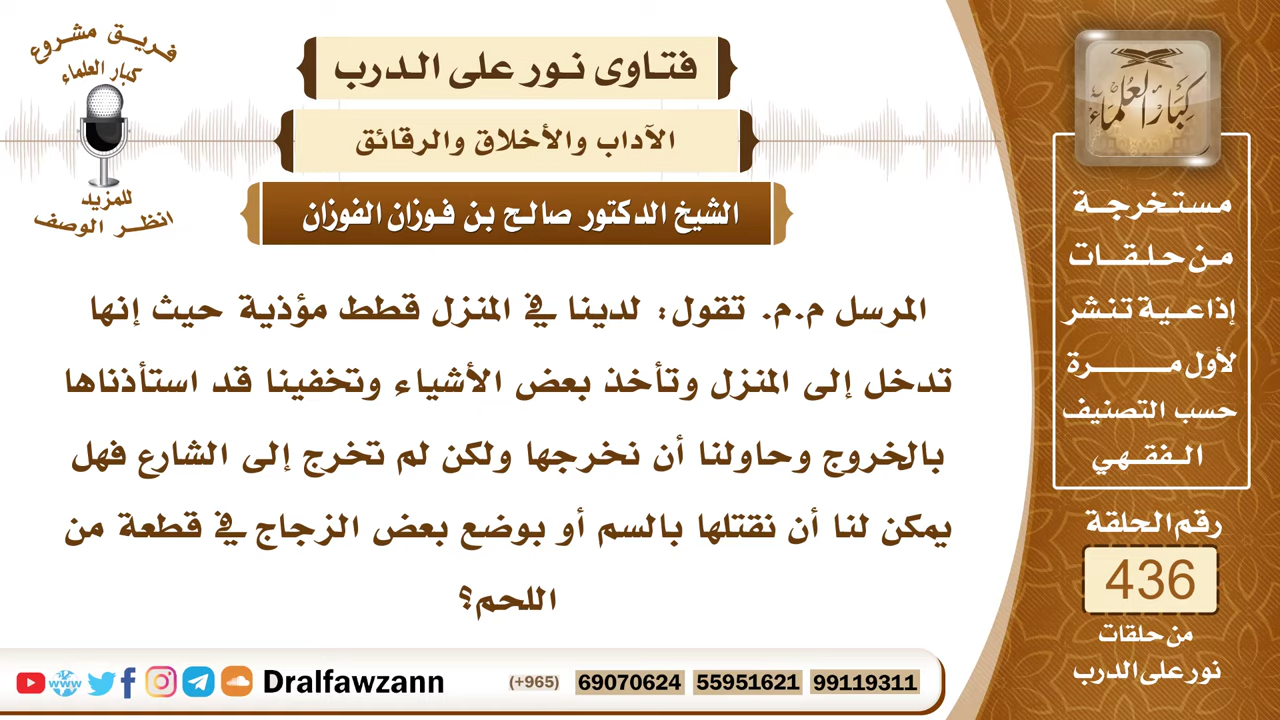 فريق مشروع
كبار العلماء
للمزيد
انظر الوصف
فتاوى نور على الدرب
الآداب والأخلاق والرقائق
الشيخ الدكتور صالح بن فوزان الفوزان
المرسل م.م. تقول: لدينا في المنزل قطط مؤذية حيث إنها
تدخل إلى المنزل وتأخذ بعض الأشياء وتخفينا قد استأذناها
بالخروج وحاولنا أن نخرجها ولكن لم تخرج إلى الشارع فهل
يمكن لنا أن نقتلها بالسم أو بوضع بعض الزجاج في قطعة من
اللحم؟
كبار العلماء
مستخرجة
من حلقات
إذاعية تنشر
لأول مرة
حسب التصنيف
الفقهي
رقم الحلقة
436
من حلقات
نور على الدرب
www Dralfawzann (+965) 69070624 55951621 99119311